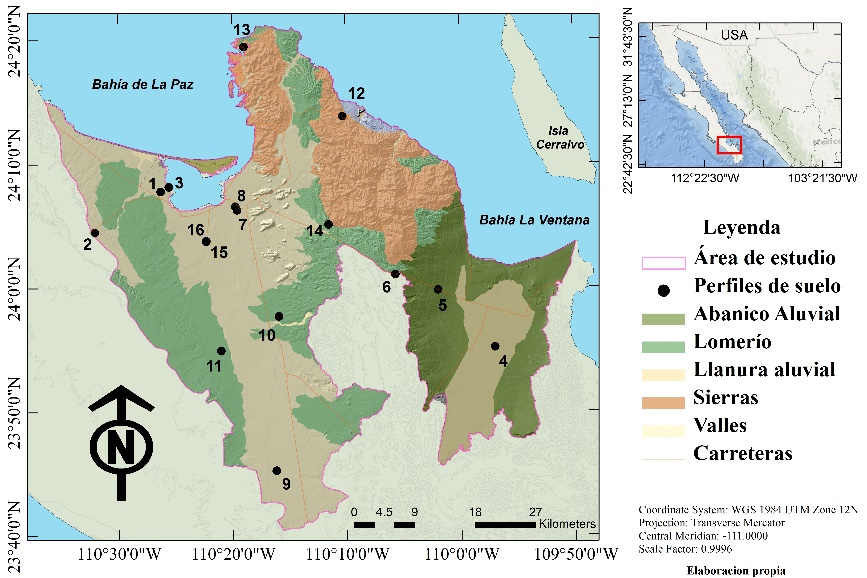 24°20'0"N
24°10'0"N
24°0'0"N
23°50'0"N
23°40'0"N
13
Bahía de La Paz
12
Isla
Cerralvo
1
3
8
7
2
16
15
14
Bahía La Ventana
6
5
10
11
4
9
N
0 4.5 9 18 27
Kilometers
110°30'0"W 110°20'0"W 110°10'0"W 110°0'0"W 109°50'0"W
31°43'30"N
27°13'0"N
22°42'30"N
USA
112°22'30"W 103°21'30"W
Leyenda
Área de estudio
Perfiles de suelo
Abanico Aluvial
Lomerío
Llanura aluvial
Sierras
Valles
Carreteras
Coordinate System: WGS 1984 UTM Zone 12N
Projection: Transverse Mercator
Central Meridian: -111.0000
Scale Factor: 0.9996
Elaboracion propia